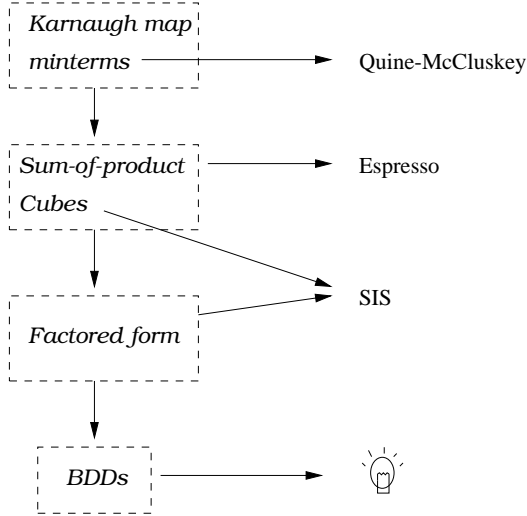 Karnaugh map
minterms
Quine-McCluskey
Sum-of-product
Espresso
Cubes
SIS
Factored form
BDDs